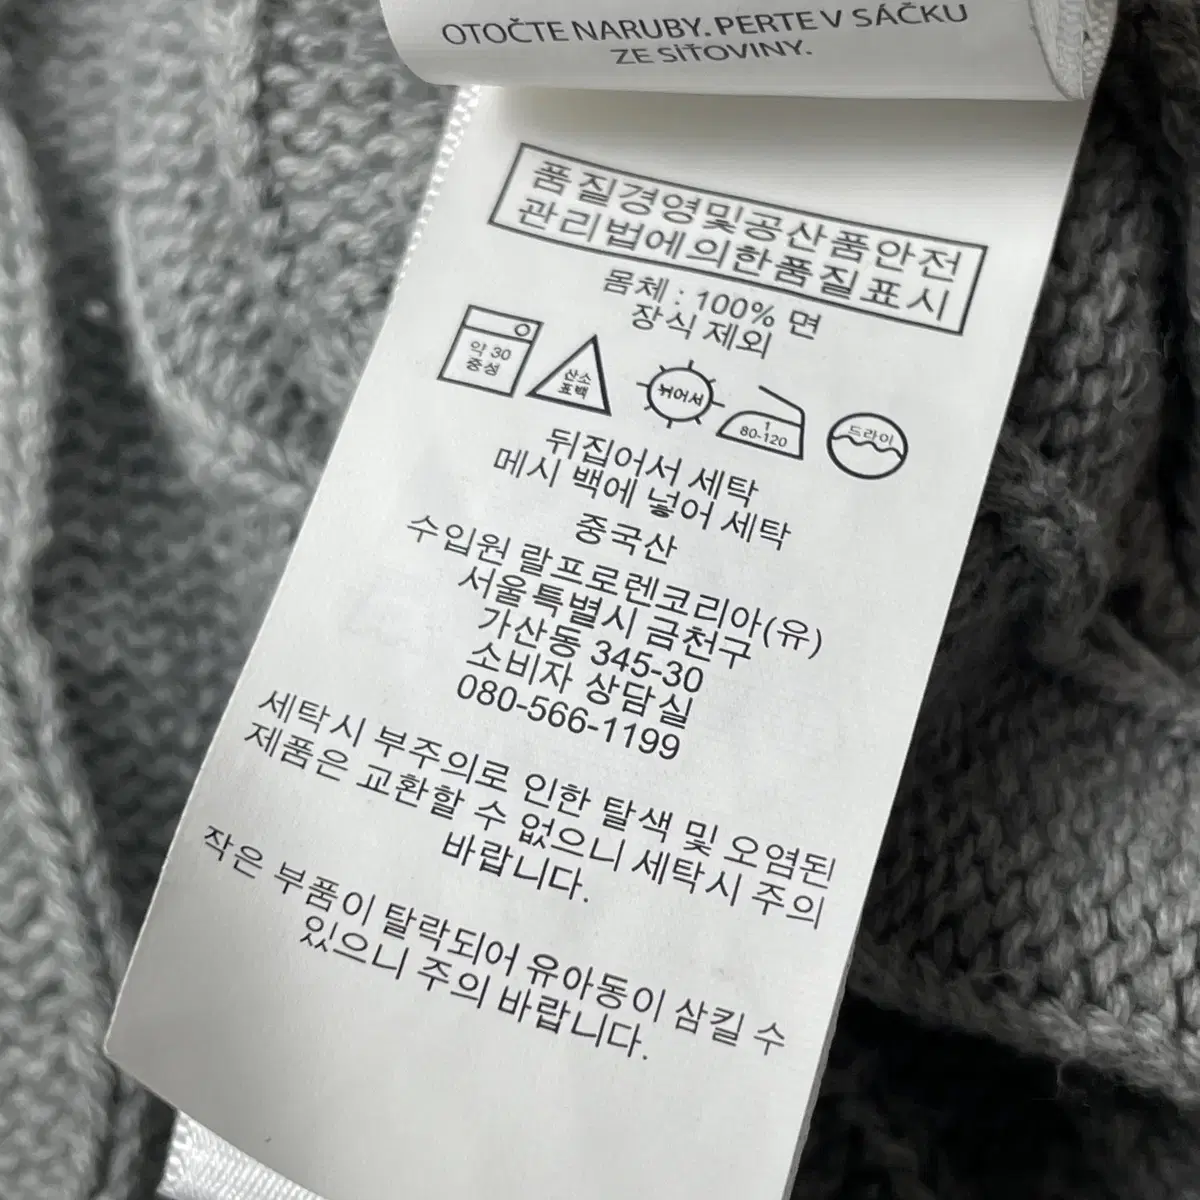 OTOČTE NARUBY. PERTE V SÁČKU
ZE SÍŤOVINY.
품질경영및공산품안전
관리법에의한품질표시
몸체 : 100% 면
장식 제외
약 30
중성
산소
표백
뉘어서
1
80-120
드라이
뒤집어서 세탁
메시 백에 넣어 세탁
중국산
수입원 랄프로렌코리아(유)
서울특별시 금천구
가산동 345-30
소비자 상담실
080-566-1199
세탁시 부주의로 인한 탈색 및 오염된
제품은 교환할 수 없으니 세탁시 주의
바랍니다.
작은 부품이 탈락되어 유아동이 삼킬 수
있으니 주의 바랍니다.